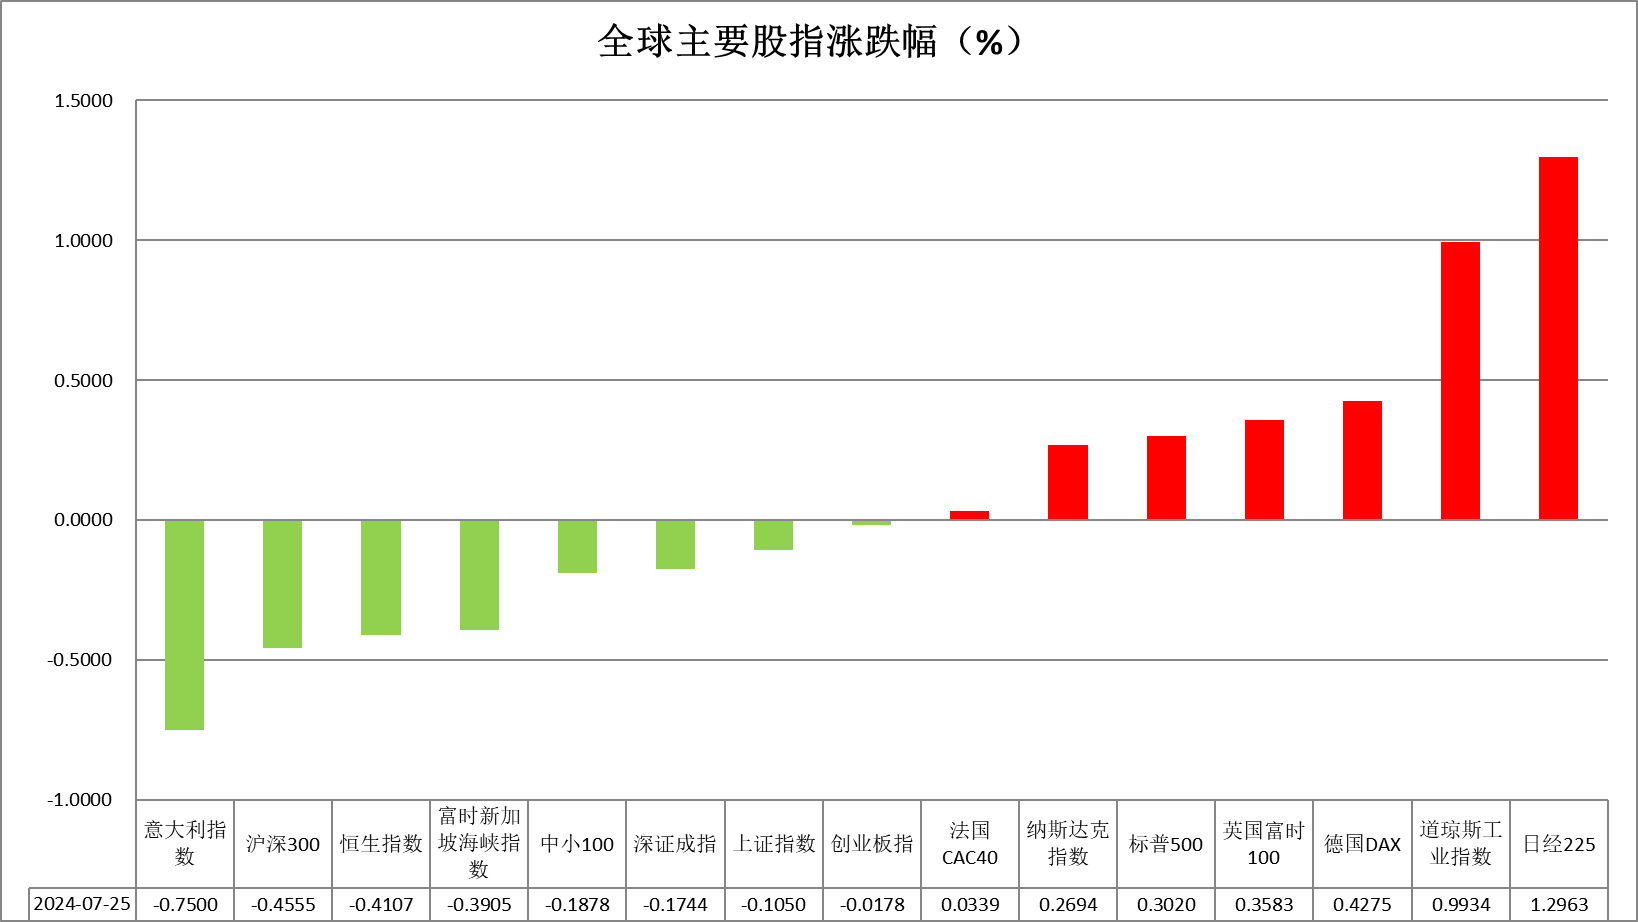 全球主要股指涨跌幅（%）
1.5000
1.0000
0.5000
0.0000
-0.5000
-1.0000
意大利指
数
沪深300
恒生指数
富时新加
坡海峡指
数
中小100
深证成指
上证指数
创业板指
法国
CAC40
纳斯达克
指数
标普500
英国富时
100
德国DAX
道琼斯工
业指数
日经225
2024-07-25 -0.7500 -0.4555 -0.4107 -0.3905 -0.1878 -0.1744 -0.1050 -0.0178 0.0339 0.2694 0.3020 0.3583 0.4275 0.9934 1.2963